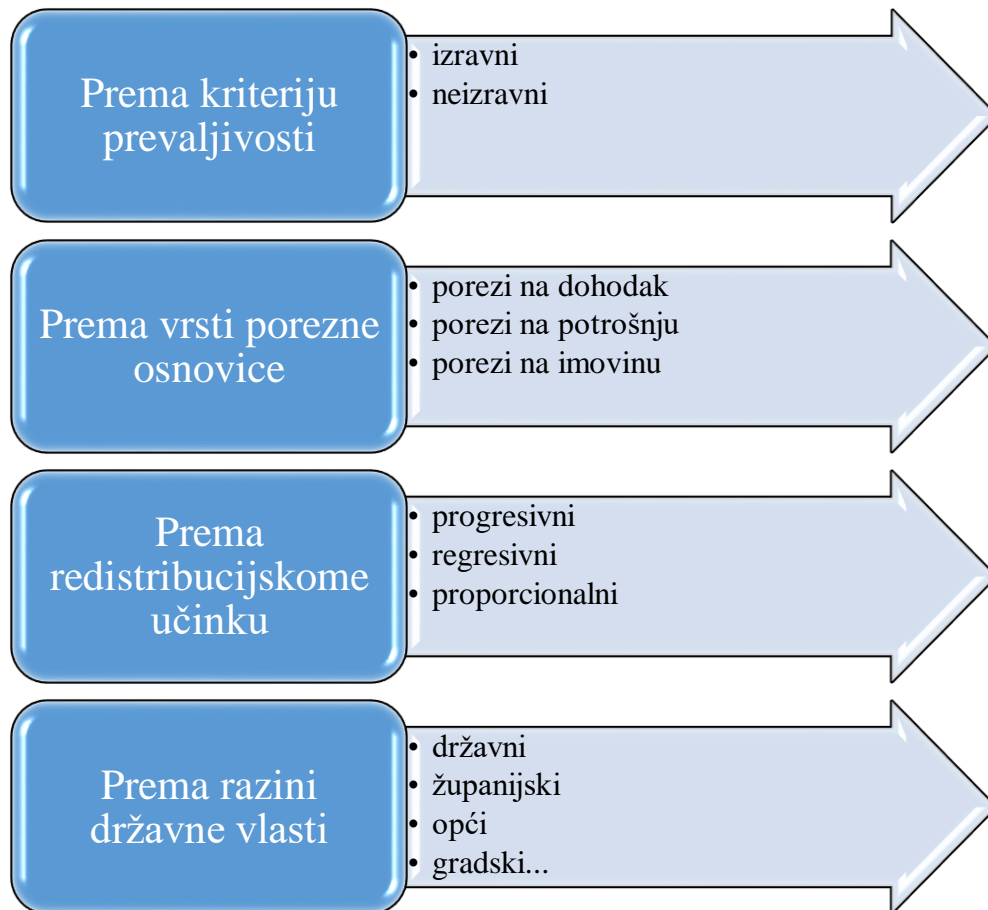 Prema kriteriju
prevaljivosti
• izravni
• neizravni
Prema vrsti porezne
osnovice
• porezi na dohodak
• porezi na potrošnju
• porezi na imovinu
Prema
redistribucijskome
učinku
• progresivni
• regresivni
• proporcionalni
Prema razini
državne vlasti
• državni
• županijski
• opći
• gradski...